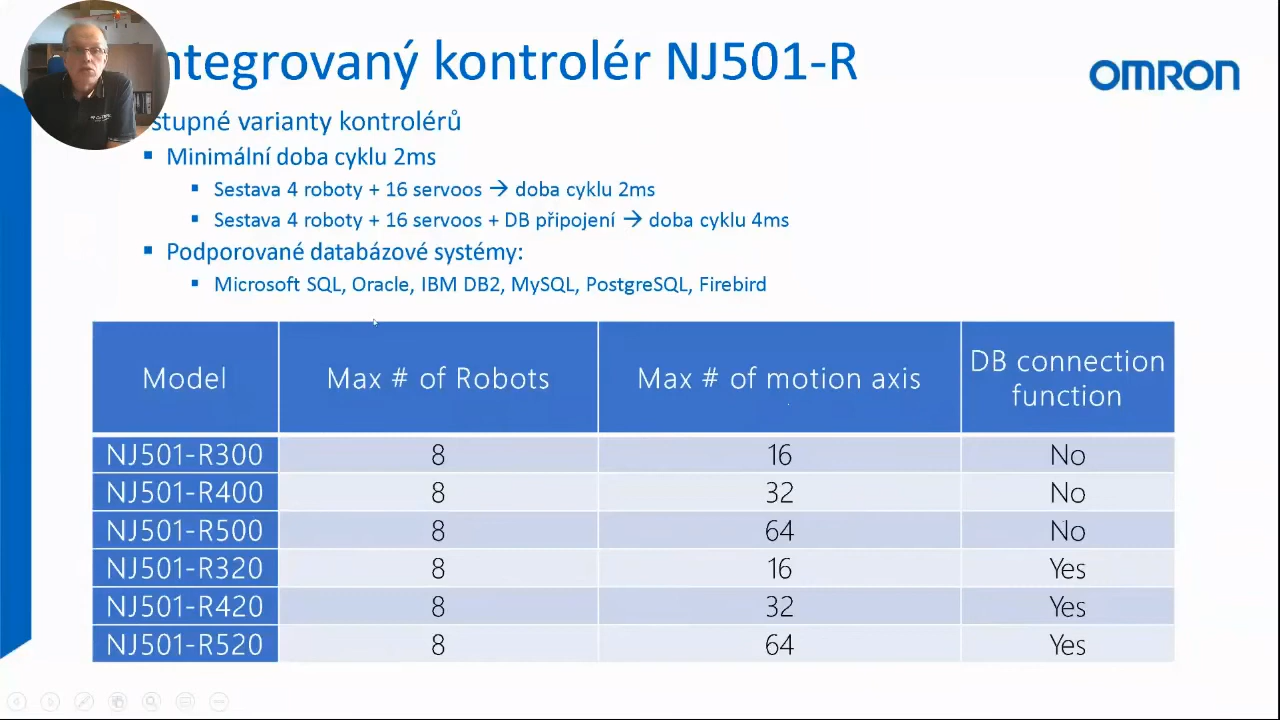 ntegrovaný kontrolér NJ501-R
OMRON
stupné varianty kontrolérů
Minimální doba cyklu 2ms
Sestava 4 roboty + 16 servoos → doba cyklu 2ms
Sestava 4 roboty + 16 servoos + DB připojení → doba cyklu 4ms
Podporované databázové systémy:
Microsoft SQL, Oracle, IBM DB2, MySQL, PostgreSQL, Firebird
Model Max # of Robots Max # of motion axis DB connection
function
NJ501-R300 8 16 No
NJ501-R400 8 32 No
NJ501-R500 8 64 No
NJ501-R320 8 16 Yes
NJ501-R420 8 32 Yes
NJ501-R520 8 64 Yes